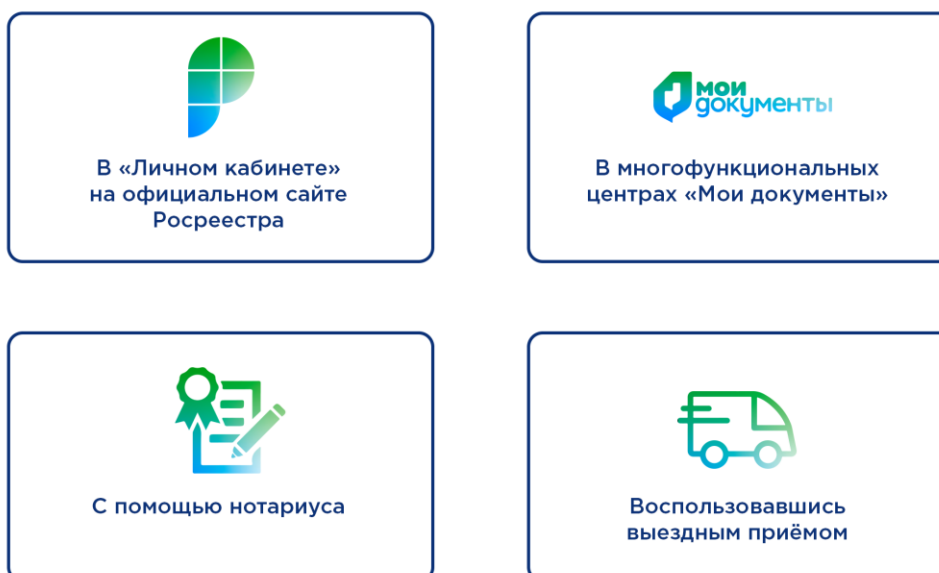 В «Личном кабинете»
на официальном сайте
Росреестра
мои
документы
В многофункциональных
центрах «Мои документы»
С помощью нотариуса
Воспользовавшись
выездным приёмом